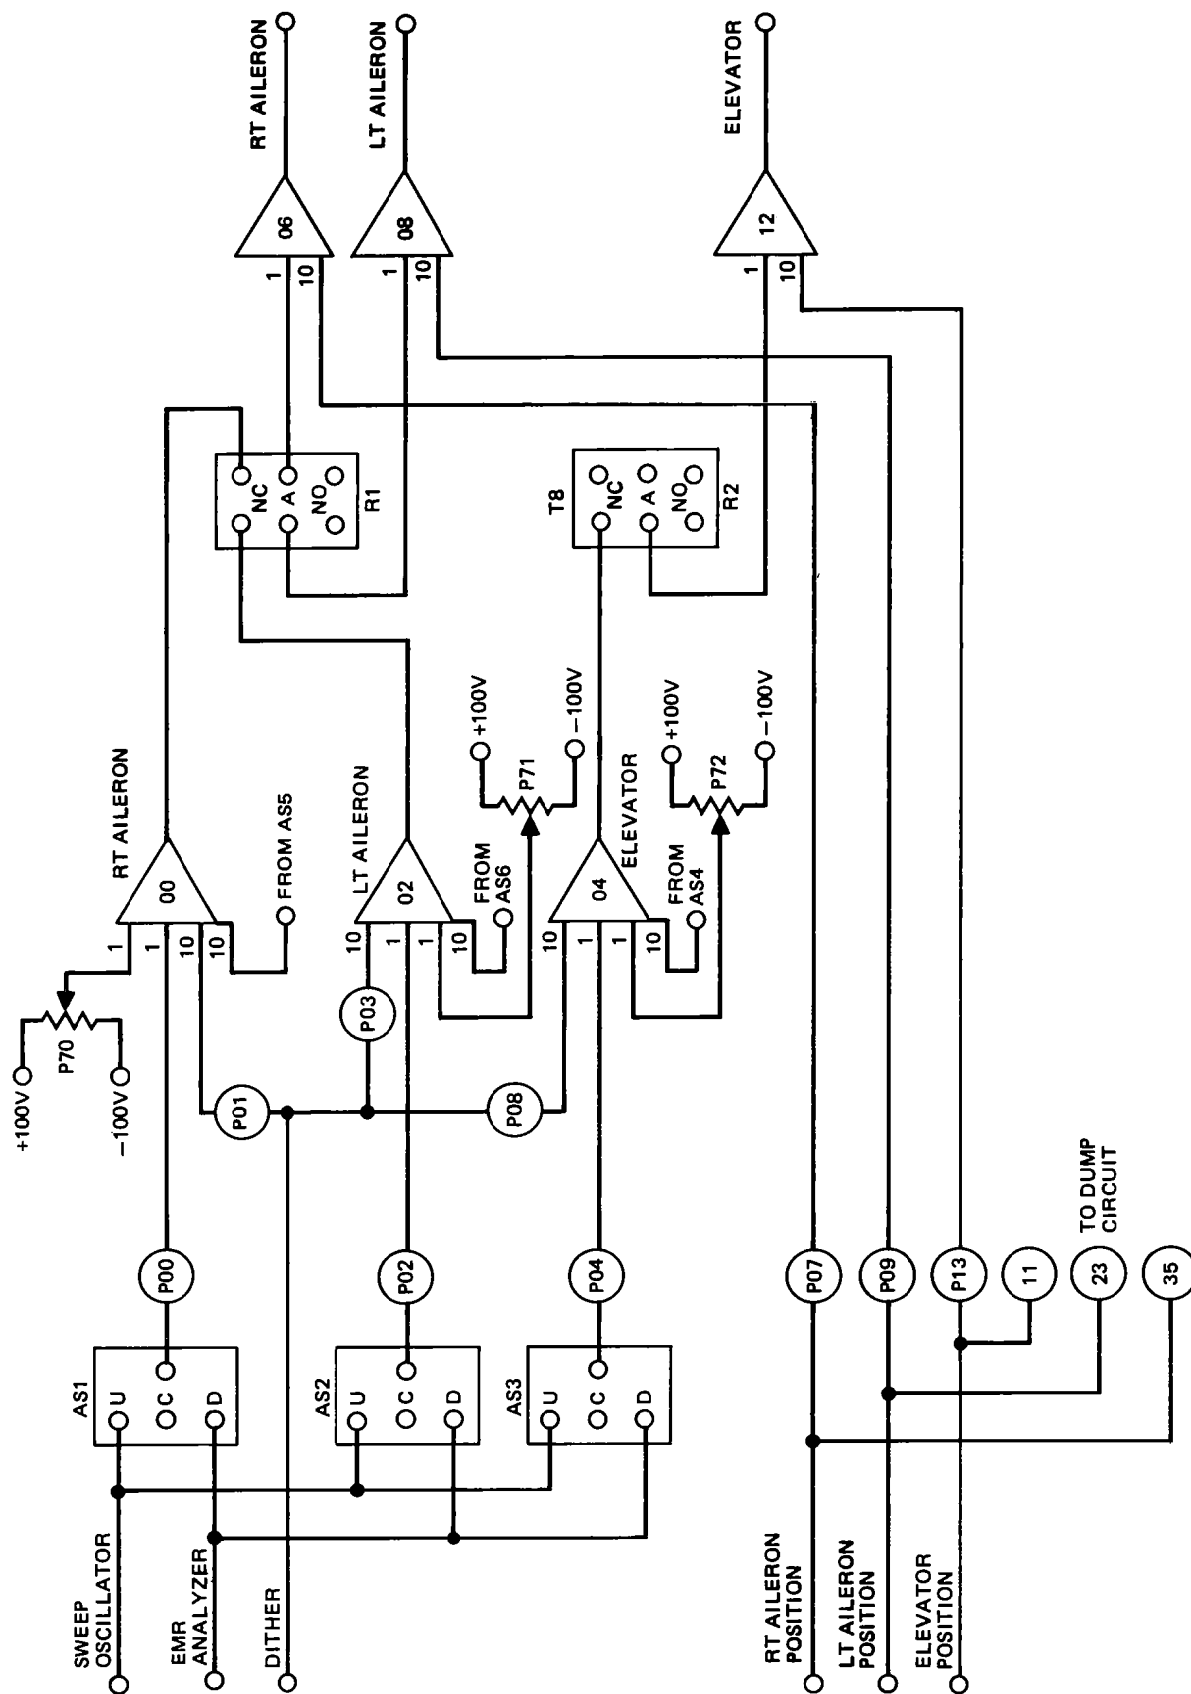 SWEEP
OSCILLATOR
EMR
ANALYZER
DITHER
RT AILERON
POSITION
LT AILERON
POSITION
ELEVATOR
POSITION
AS1
U
C
D
AS2
U
C
D
AS3
U
C
D
P00
P02
P04
P07
P09
P13
11
23
35
TO DUMP
CIRCUIT
+100V
P70
-100V
P01
P03
P08
RT AILERON
1
1
10
10
00
FROM AS5
LT AILERON
10
1
1
10
02
FROM
AS6
+100V
P71
-100V
ELEVATOR
10
1
1
10
04
FROM
AS4
+100V
P72
-100V
NC
A
NO
R1
T8
NC
A
NO
R2
1
10
06
RT AILERON
1
10
08
LT AILERON
1
10
12
ELEVATOR